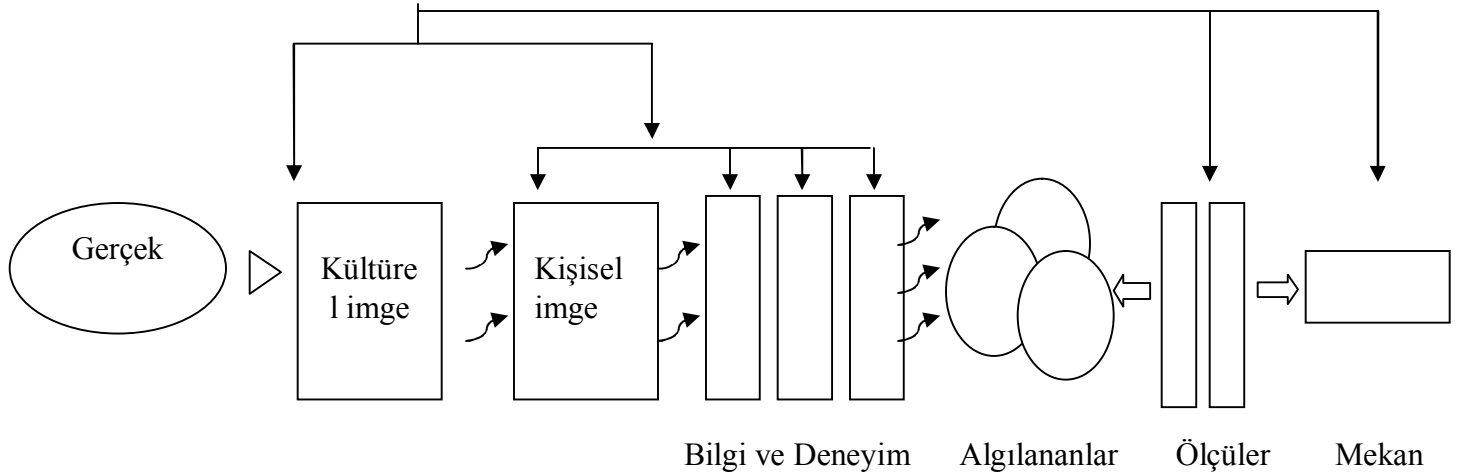 Gerçek
Kültüre
l imge
Kişisel
imge
Bilgi ve Deneyim
Algılananlar
Ölçüler
Mekan